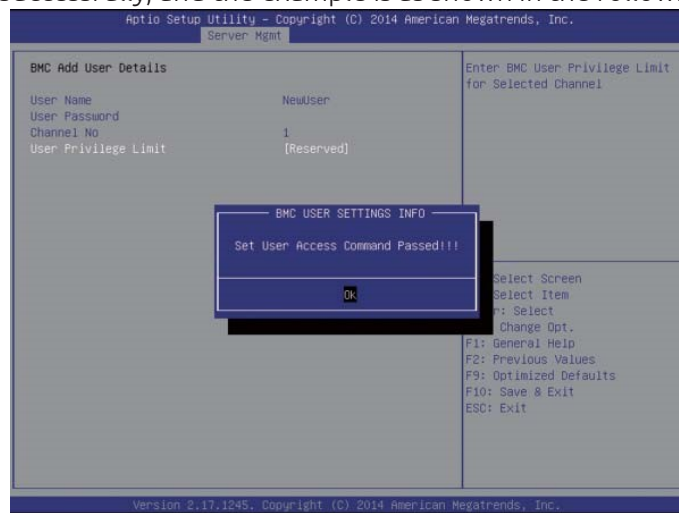 Aptio Setup Utility – Copyright (C) 2014 American Megatrends, Inc.
Server Mgmt
BMC Add User Details
User Name NewUser
User Password
Channel No 1
User Privilege Limit [Reserved]
Enter BMC User Privilege Limit
for Selected Channel
BMC USER SETTINGS INFO
Set User Access Command Passed!!!
Ok
Select Screen
Select Item
: Select
Change Opt.
F1: General Help
F2: Previous Values
F9: Optimized Defaults
F10: Save & Exit
ESC: Exit
Version 2.17.1245. Copyright (C) 2014 American Megatrends, Inc.